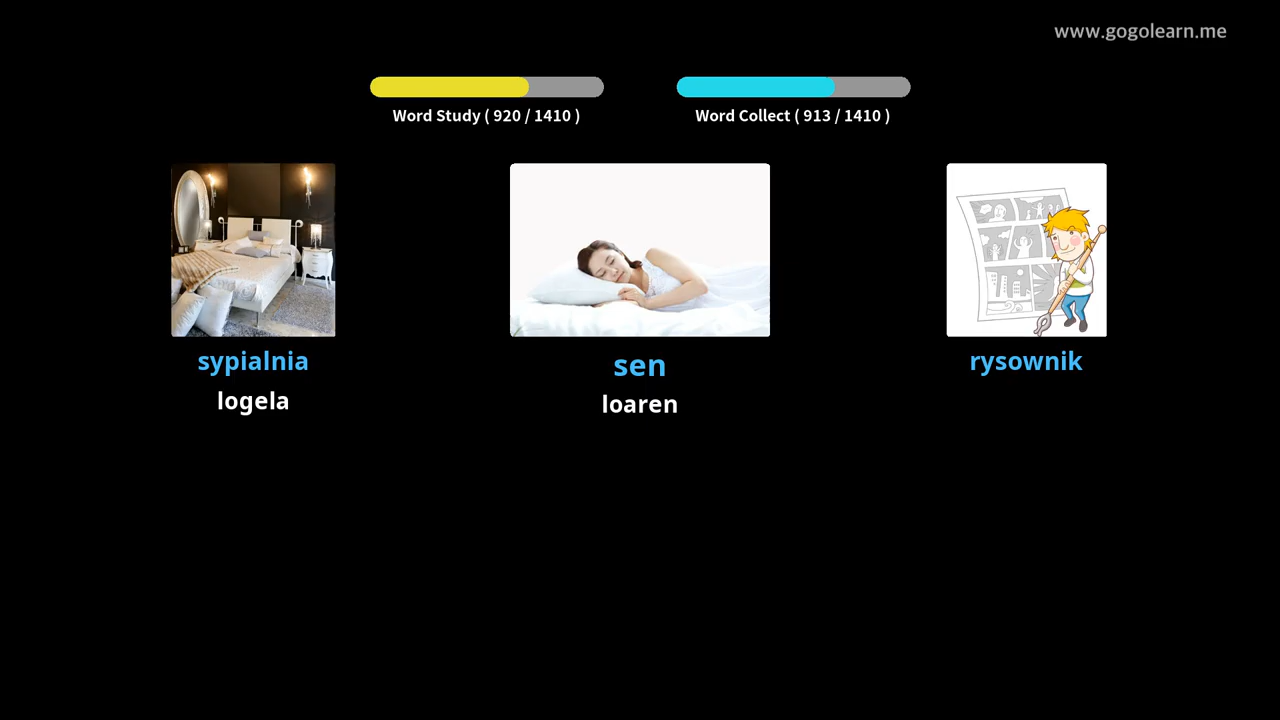 www.gogolearn.me
Word Study ( 920 / 1410 )
Word Collect ( 913 / 1410 )
sypialnia
logela
sen
loaren
rysownik